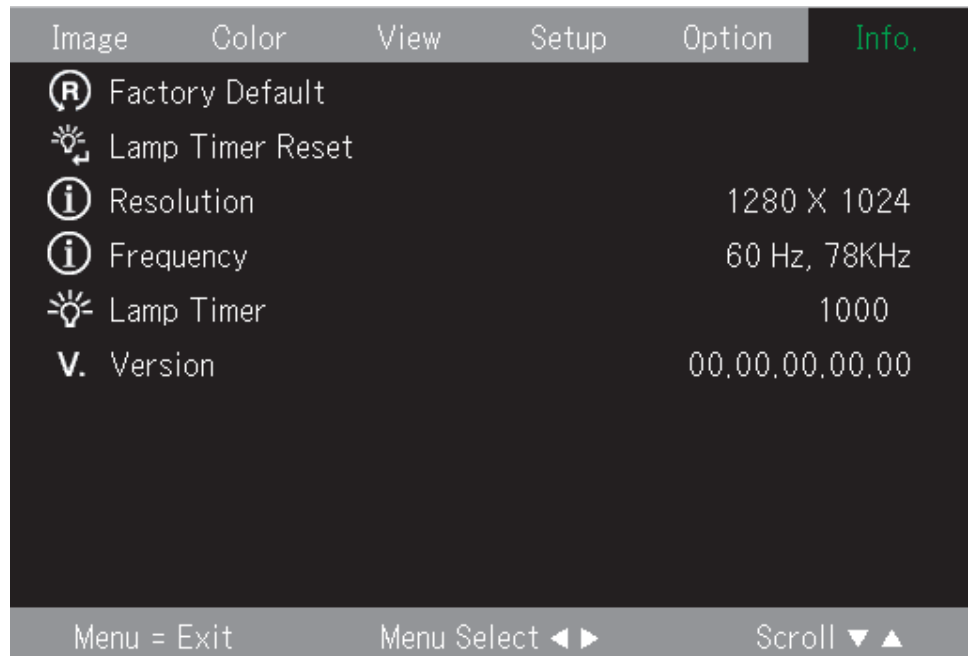 Image Color View Setup Option Info.
R Factory Default
Lamp Timer Reset
i Resolution 1280 X 1024
i Frequency 60 Hz, 78KHz
Lamp Timer 1000
V. Version 00.00.00.00.00
Menu = Exit Menu Select ◀ ▶ Scroll ▼ ▲